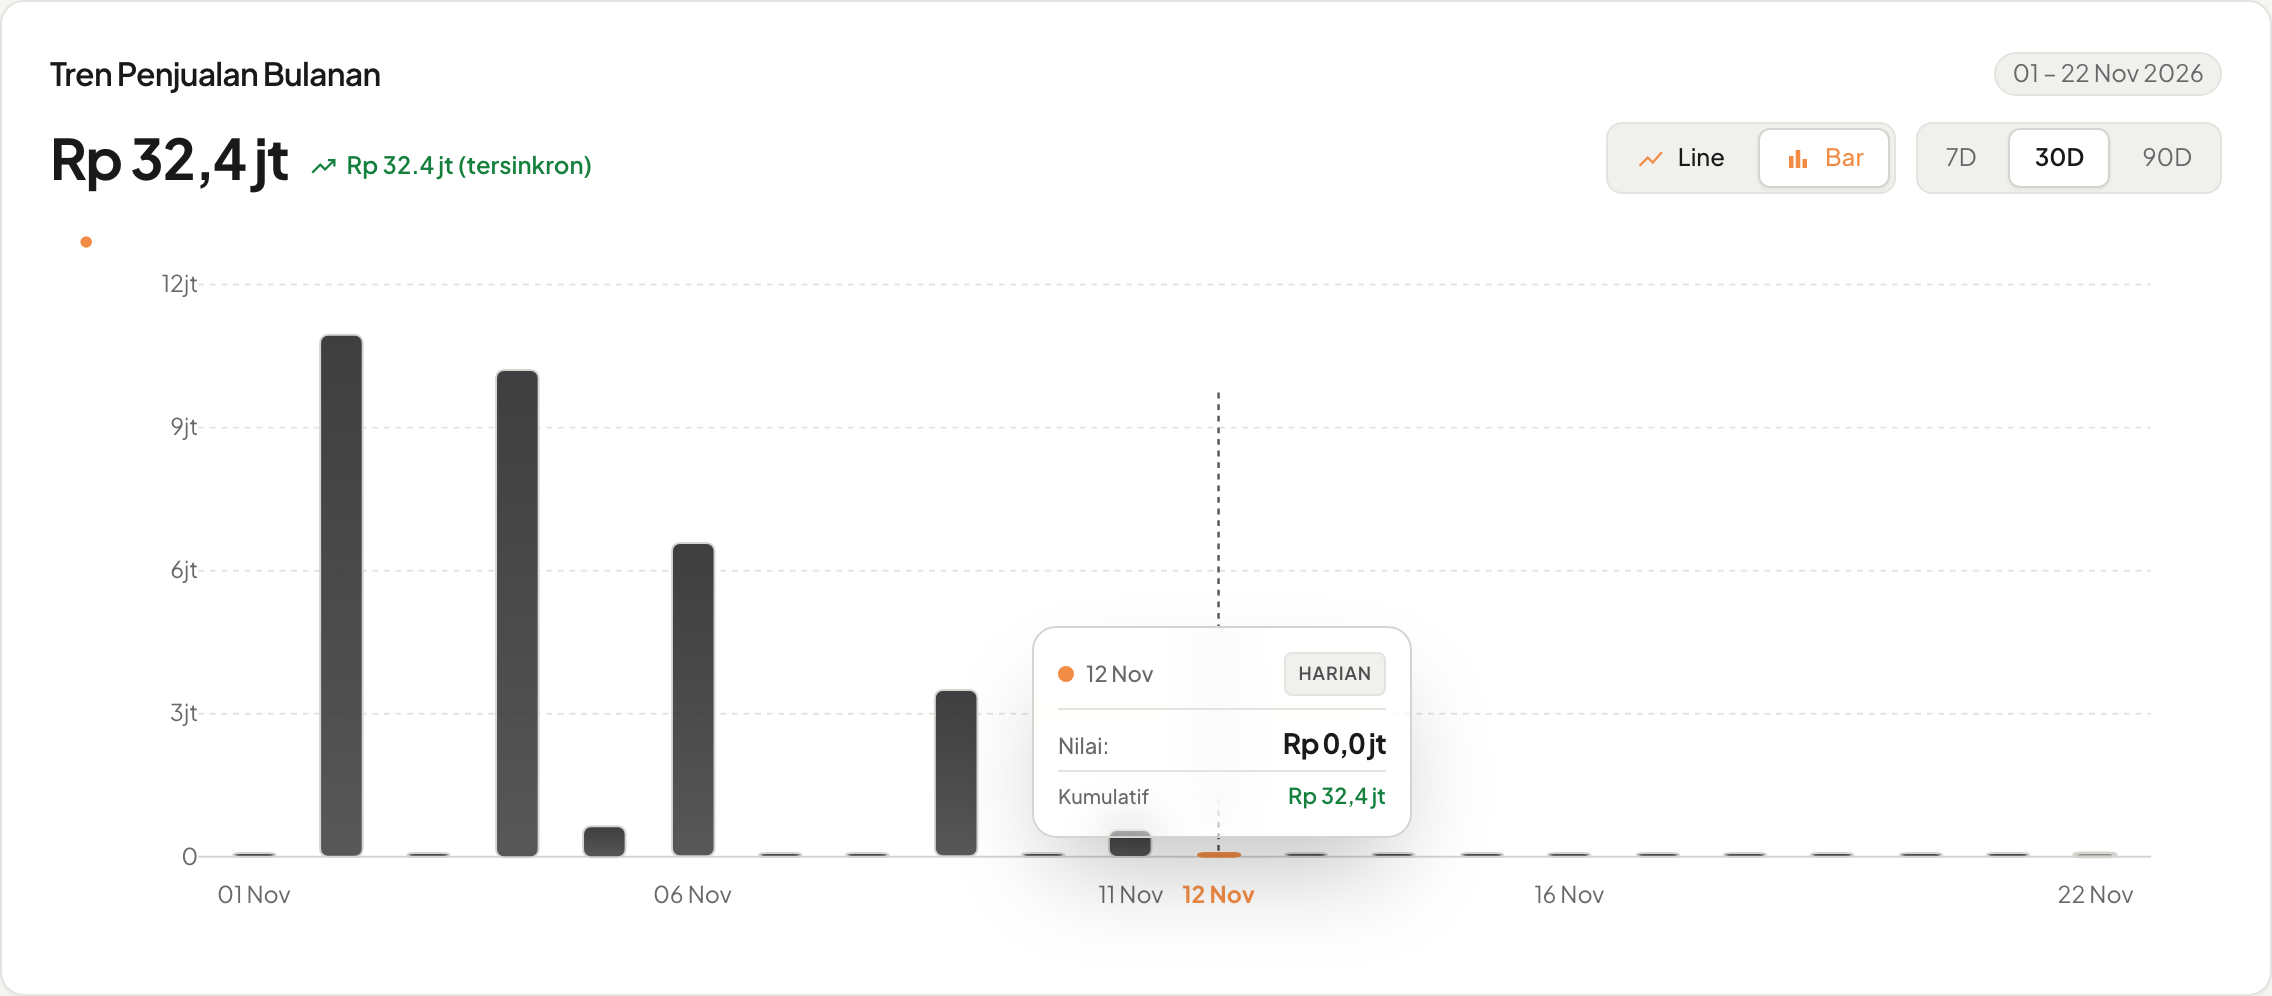 Tren Penjualan Bulanan
01 – 22 Nov 2026
Rp 32,4 jt
Rp 32.4 jt (tersinkron)
Line
Bar
7D
30D
90D
12jt
9jt
6jt
3jt
0
12 Nov
HARIAN
Nilai:
Rp 0,0 jt
Kumulatif
Rp 32,4 jt
01 Nov
06 Nov
11 Nov
12 Nov
16 Nov
22 Nov